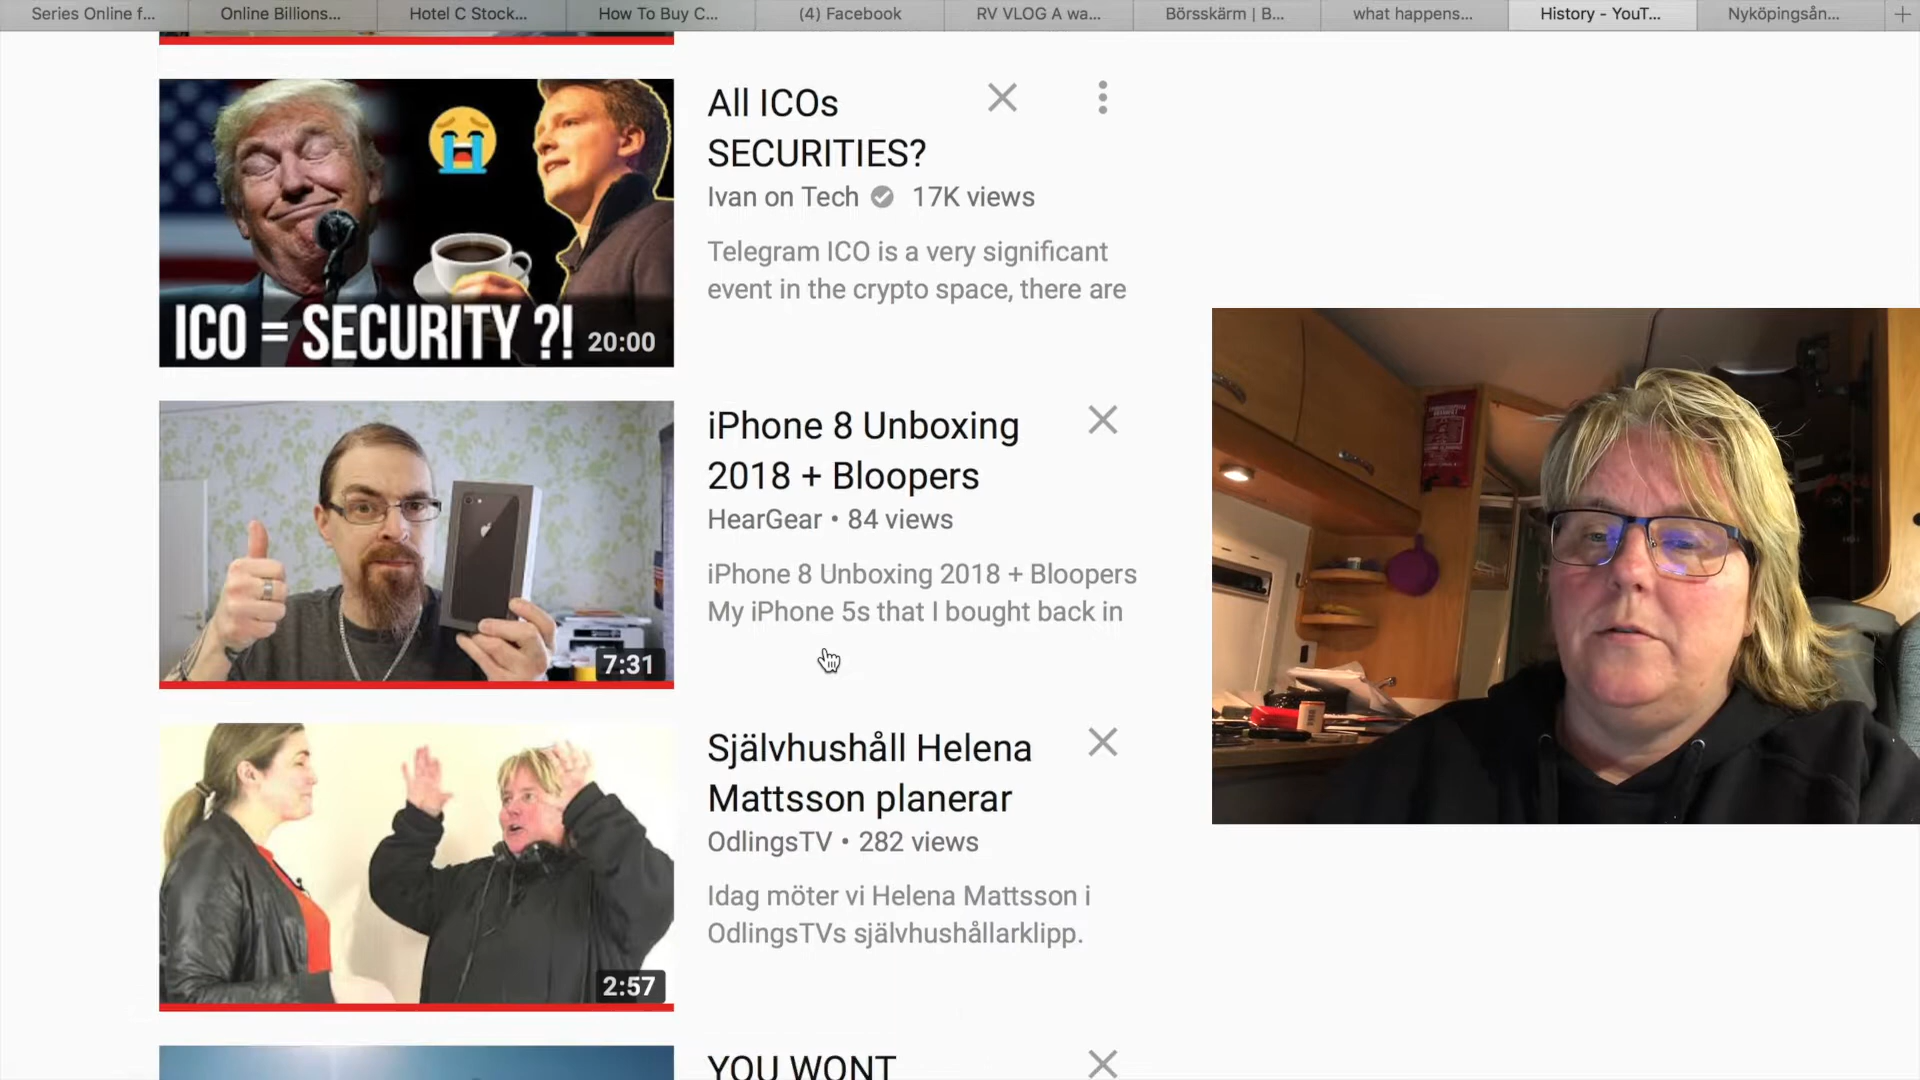 Series Online f...
Online Billions...
Hotel C Stock...
How To Buy C...
(4) Facebook
RV VLOG A wa...
Börsskärm | B...
what happens...
History - YouT...
Nyköpingsån...
All ICOs
SECURITIES?
Ivan on Tech 17K views
Telegram ICO is a very significant
event in the crypto space, there are
ICO = SECURITY ?!
20:00
iPhone 8 Unboxing
2018 + Bloopers
HearGear • 84 views
iPhone 8 Unboxing 2018 + Bloopers
My iPhone 5s that I bought back in
7:31
Självhushåll Helena
Mattsson planerar
OdlingsTV • 282 views
Idag möter vi Helena Mattsson i
OdlingsTVs självhushållarklipp.
2:57
YOU WONT